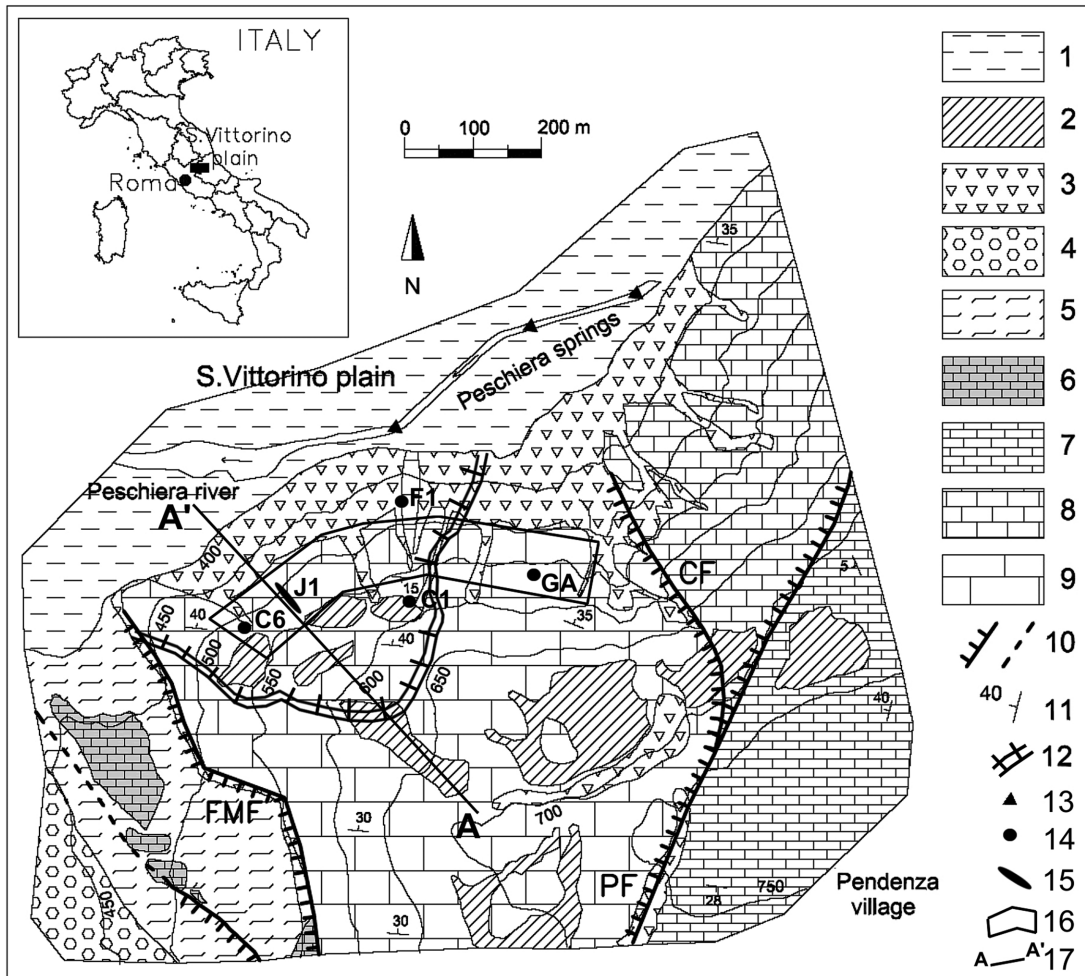 ITALY
S.Vittorino
plain
Roma
0 100 200 m
N
S.Vittorino plain
Peschiera springs
Peschiera river
A'
400
450
500
550
600
650
700
750
450
F1
J1
C6
15
C1
GA
40
40
35
35
5
40
30
30
28
CF
FMF
PF
A
Pendenza
village
1
2
3
4
5
6
7
8
9
10
40
11
12
13
14
15
16
A A'
17